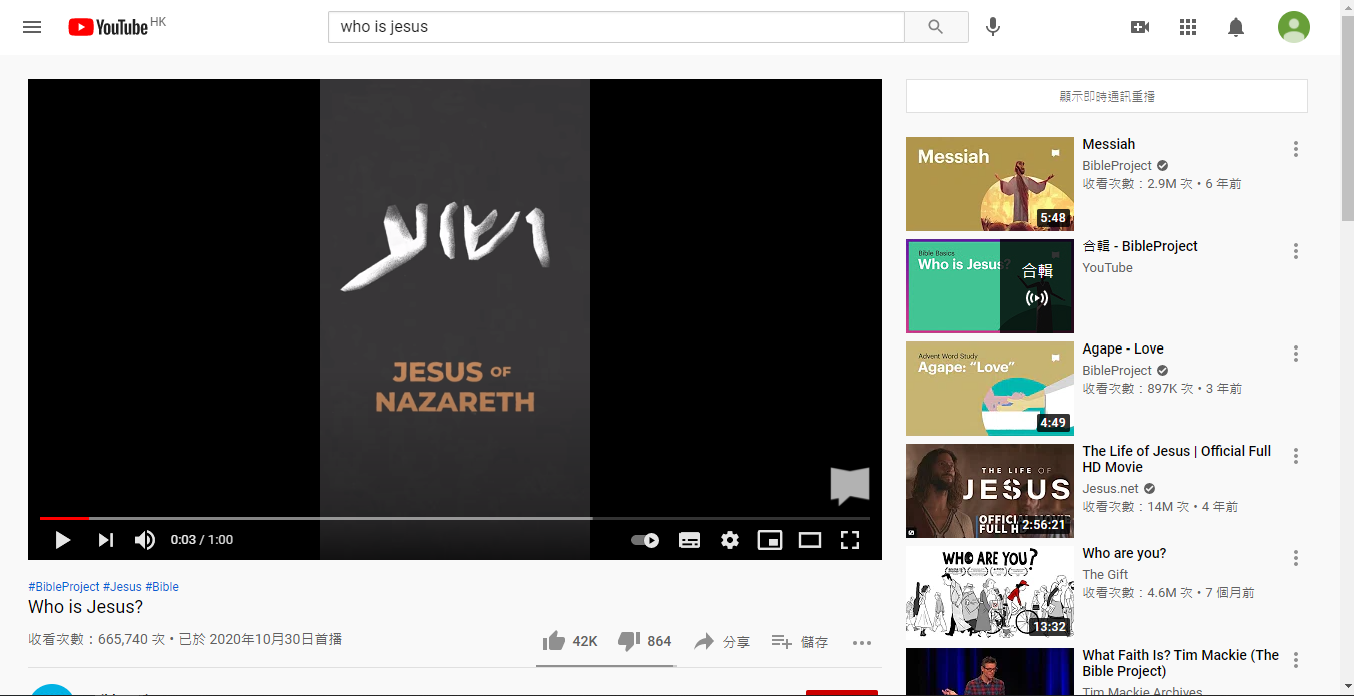 YouTube HK
who is jesus
ישוע
JESUS OF
NAZARETH
0:03 / 1:00
#BibleProject #Jesus #Bible
Who is Jesus?
收看次數：665,740 次 • 已於 2020年10月30日首播
42K
864
分享
儲存
顯示即時通訊重播
Messiah
5:48
Messiah
BibleProject
收看次數：2.9M 次 • 6 年前
Bible Basics
Who is Jesus?
合輯
合輯 - BibleProject
YouTube
Advent Word Study
Agape: “Love”
4:49
Agape - Love
BibleProject
收看次數：897K 次 • 3 年前
THE LIFE OF
JESUS
OFFICIAL
FULL H
2:56:21
The Life of Jesus | Official Full
HD Movie
Jesus.net
收看次數：14M 次 • 4 年前
WHO ARE YOU?
13:32
Who are you?
The Gift
收看次數：4.6M 次 • 7 個月前
What Faith Is? Tim Mackie (The
Bible Project)
Tim Mackie Archives